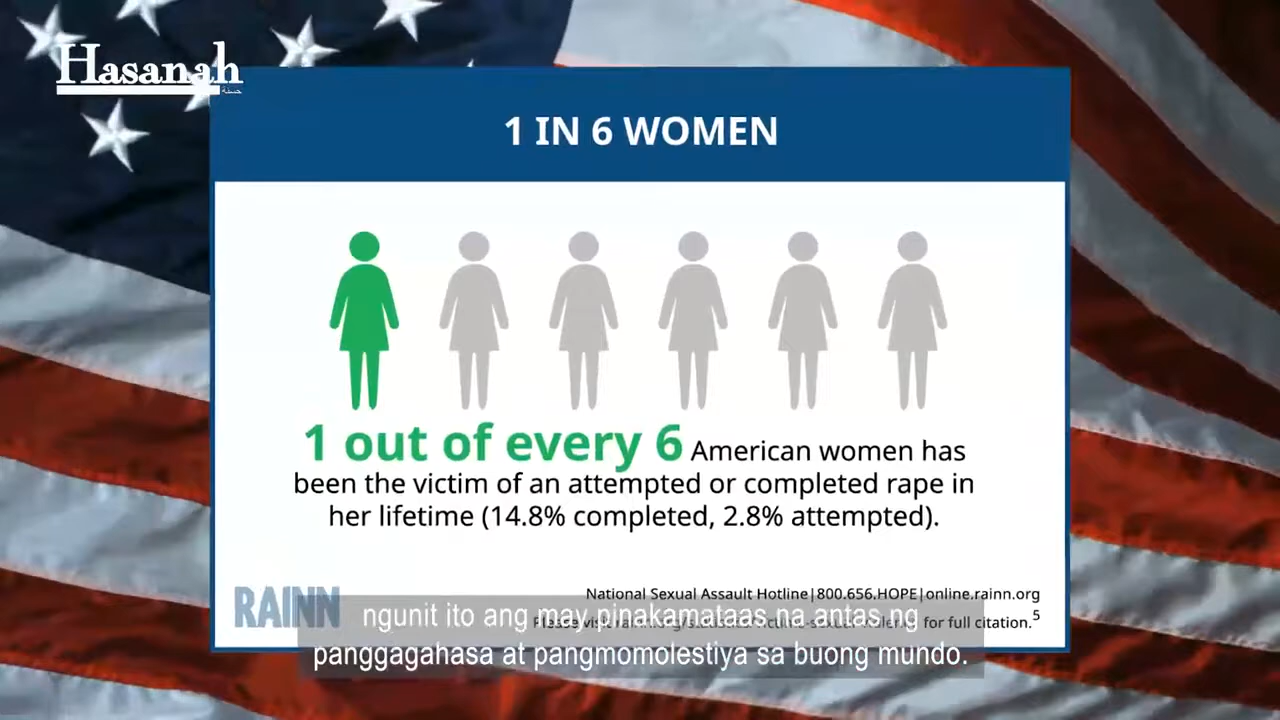 Hasanah
حسنة
1 IN 6 WOMEN
1 out of every 6 American women has
been the victim of an attempted or completed rape in
her lifetime (14.8% completed, 2.8% attempted).
RAINN
National Sexual Assault Hotline|800.656.HOPE|online.rainn.org
Please for full citation.5
ngunit ito ang may pinakamataas na antas ng
panggagahasa at pangmomolestiya sa buong mundo.